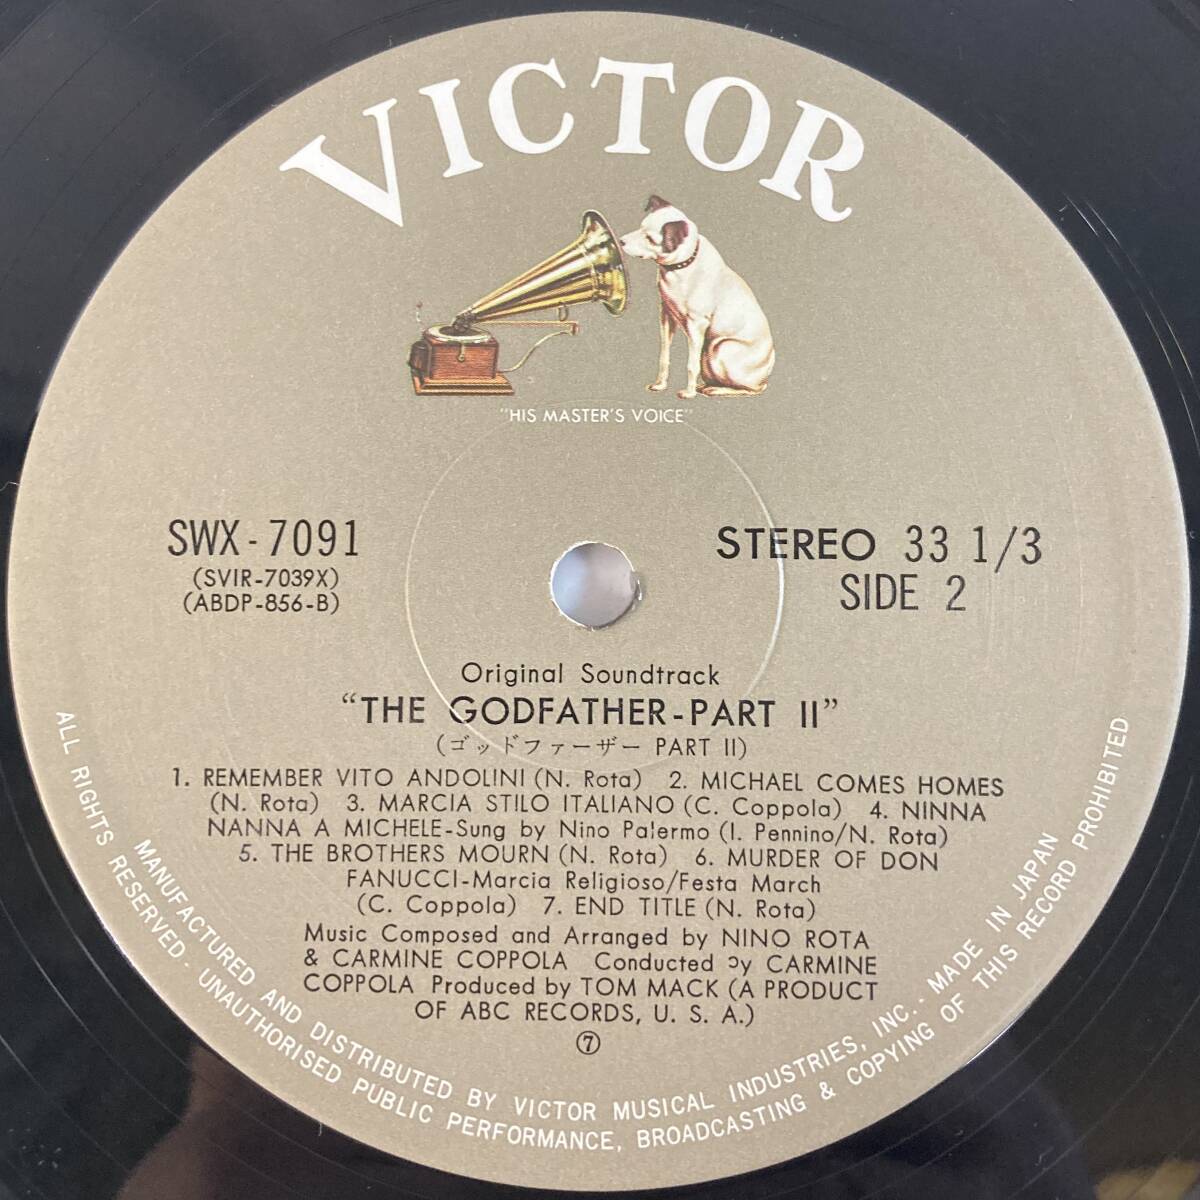 VICTOR
"HIS MASTER'S VOICE"
SWX-7091
(SVIR-7039X)
(ABDP-856-B)
STEREO 33 1/3
SIDE 2
Original Soundtrack
“THE GODFATHER-PART II”
(ゴッドファーザー PART II)
1. REMEMBER VITO ANDOLINI (N. Rota) 2. MICHAEL COMES HOMES
(N. Rota) 3. MARCIA STILO ITALIANO (C. Coppola) 4. NINNA
NANNA A MICHELE-Sung by Nino Palermo (I. Pennino/N. Rota)
5. THE BROTHERS MOURN (N. Rota) 6. MURDER OF DON
FANUCCI-Marcia Religioso/Festa March
(C. Coppola) 7. END TITLE (N. Rota)
Music Composed and Arranged by NINO ROTA
& CARMINE COPPOLA Conducted by CARMINE
COPPOLA Produced by TOM MACK (A PRODUCT
OF ABC RECORDS, U. S. A.)
⑦
MANUFACTURED AND DISTRIBUTED BY VICTOR MUSICAL INDUSTRIES, INC.· MADE IN JAPAN
ALL RIGHTS RESERVED· UNAUTHORISED PUBLIC PERFORMANCE, BROADCASTING & COPYING OF THIS RECORD PROHIBITED